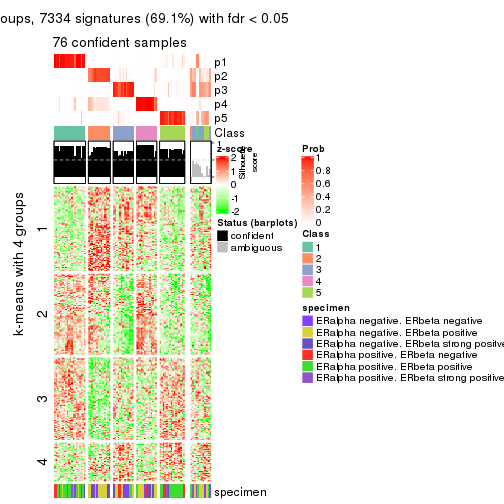 oups, 7334 signatures (69.1%) with fdr < 0.05
76 confident samples
p1
p2
p3
p4
p5
Class
1
z-score
2
1
0
-1
-2
Silhouette
score
Status (barplots)
confident
ambiguous
Prob
1
0.8
0.6
0.4
0.2
0
Class
1
2
3
4
5
specimen
ERalpha negative. ERbeta negative
ERalpha negative. ERbeta positive
ERalpha negative. ERbeta strong positive
ERalpha positive. ERbeta negative
ERalpha positive. ERbeta positive
ERalpha positive. ERbeta strong positive
k-means with 4 groups
1
2
3
4
specimen